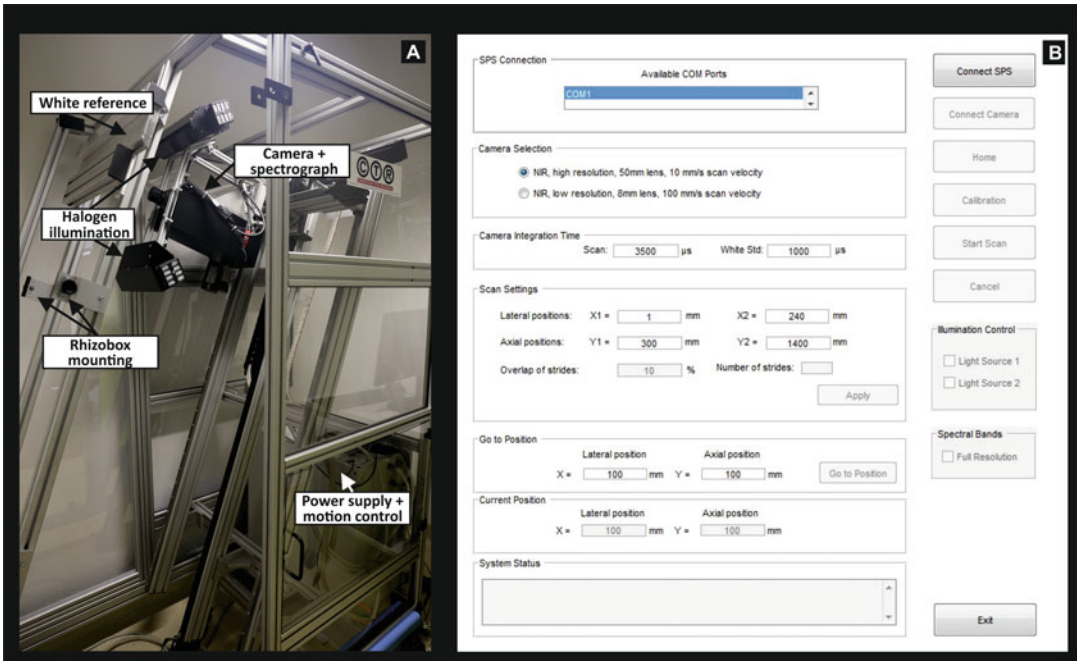 A
White reference
Camera +
spectrograph
CTR
Halogen
illumination
Rhizobox
mounting
Power supply +
motion control
B
SPS Connection
Available COM Ports
COM1
Connect SPS
Connect Camera
Camera Selection
NIR, high resolution, 50mm lens, 10 mm/s scan velocity
NIR, low resolution, 8mm lens, 100 mm/s scan velocity
Home
Calibration
Camera Integration Time
Scan: 3500 µs White Std: 1000 µs
Start Scan
Cancel
Scan Settings
Lateral positions: X1 = 1 mm X2 = 240 mm
Axial positions: Y1 = 300 mm Y2 = 1400 mm
Overlap of strides: 10 % Number of strides:
Apply
Illumination Control
Light Source 1
Light Source 2
Spectral Bands
Full Resolution
Go to Position
Lateral position Axial position
X = 100 mm Y = 100 mm Go to Position
Current Position
Lateral position Axial position
X = 100 mm Y = 100 mm
System Status
Exit